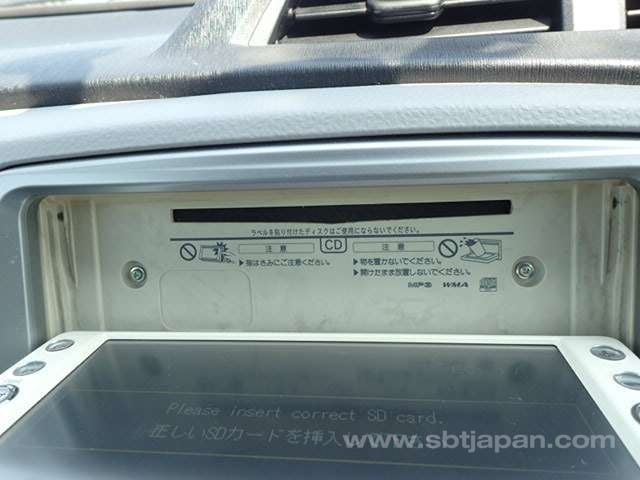 ラベルを貼り付けたディスクはご使用にならないでください。
注意 CD 注意
▶指はさみにご注意ください。
▶物を置かないでください。
▶開けたまま放置しないでください。
MP3 WMA
Please insert correct SD card.
正しいSDカードを挿入
www.sbtjapan.com